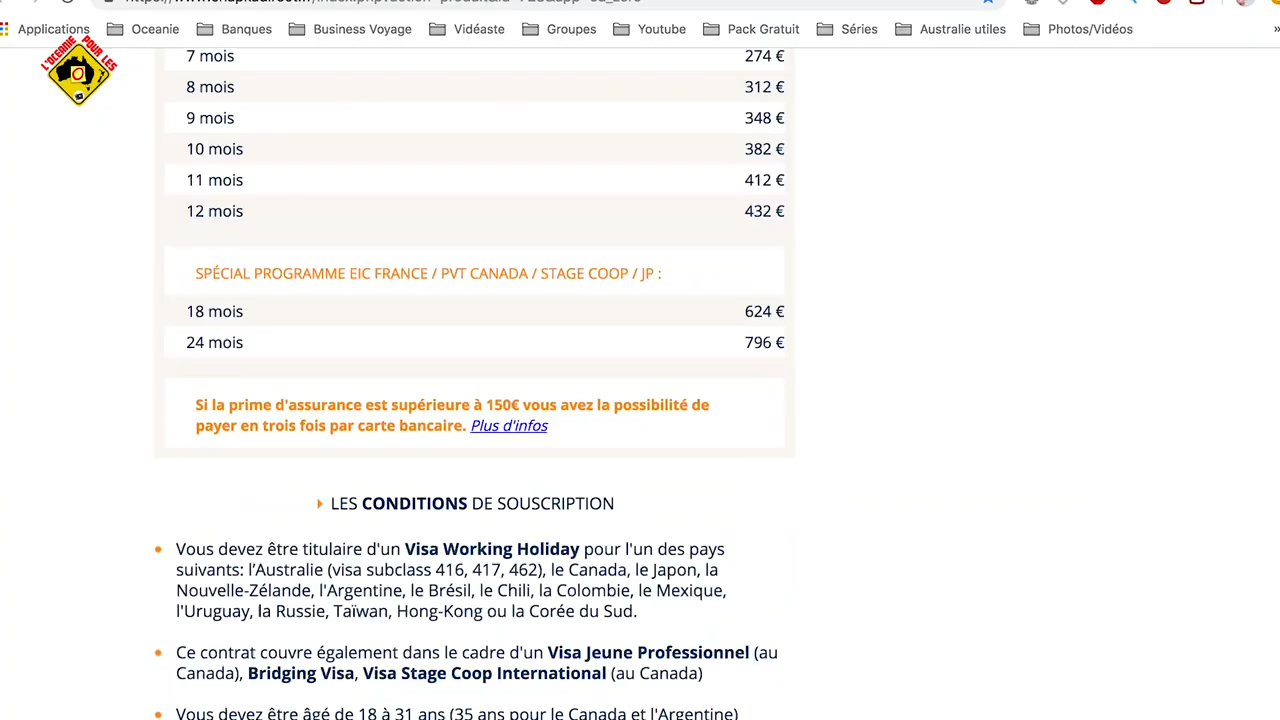 Applications Oceanie Banques Business Voyage Vidéaste Groupes Youtube Pack Gratuit Séries Australie utiles Photos/Vidéos »
L'OCEANIE POUR LES
7 mois 274 €
8 mois 312 €
9 mois 348 €
10 mois 382 €
11 mois 412 €
12 mois 432 €
SPÉCIAL PROGRAMME EIC FRANCE / PVT CANADA / STAGE COOP / JP :
18 mois 624 €
24 mois 796 €
Si la prime d'assurance est supérieure à 150€ vous avez la possibilité de
payer en trois fois par carte bancaire. Plus d'infos
LES CONDITIONS DE SOUSCRIPTION
Vous devez être titulaire d'un Visa Working Holiday pour l'un des pays
suivants: l'Australie (visa subclass 416, 417, 462), le Canada, le Japon, la
Nouvelle-Zélande, l'Argentine, le Brésil, le Chili, la Colombie, le Mexique,
l'Uruguay, la Russie, Taïwan, Hong-Kong ou la Corée du Sud.
Ce contrat couvre également dans le cadre d'un Visa Jeune Professionnel (au
Canada), Bridging Visa, Visa Stage Coop International (au Canada)
Vous devez être âgé de 18 à 31 ans (35 ans pour le Canada et l'Argentine)